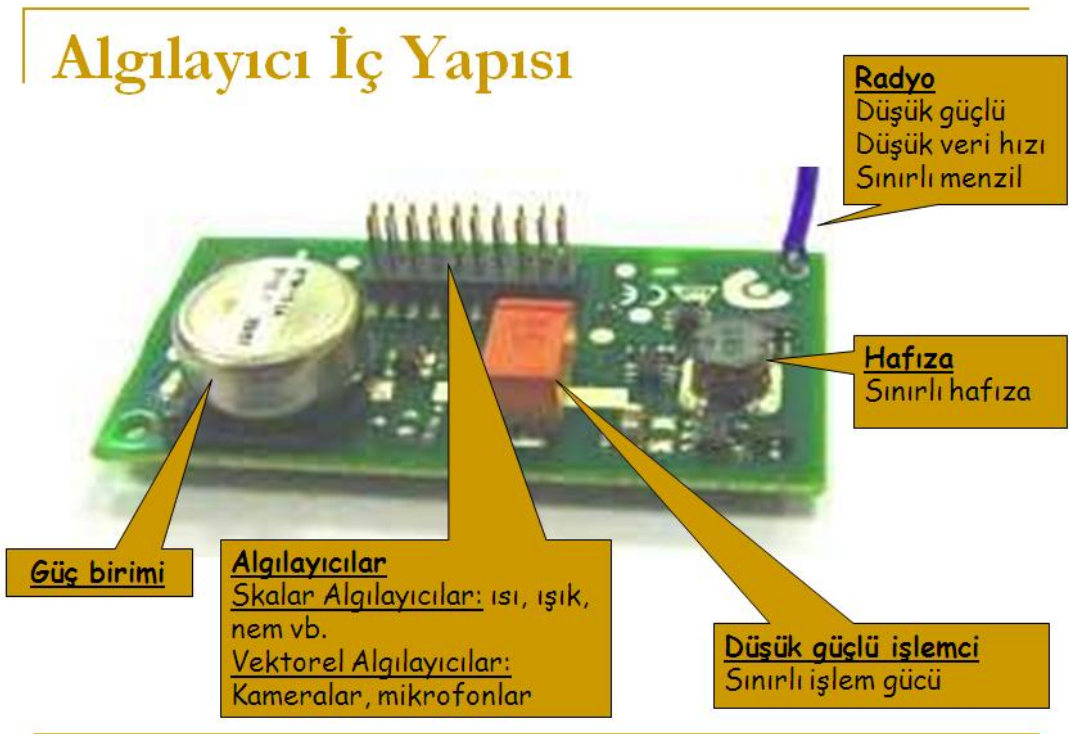 Algılayıcı İç Yapısı
Radyo
Düşük güçlü
Düşük veri hızı
Sınırlı menzil
Hafıza
Sınırlı hafıza
Güç birimi
Algılayıcılar
Skalar Algılayıcılar: ısı, ışık,
nem vb.
Vektorel Algılayıcılar:
Kameralar, mikrofonlar
Düşük güçlü işlemci
Sınırlı işlem gücü
CE